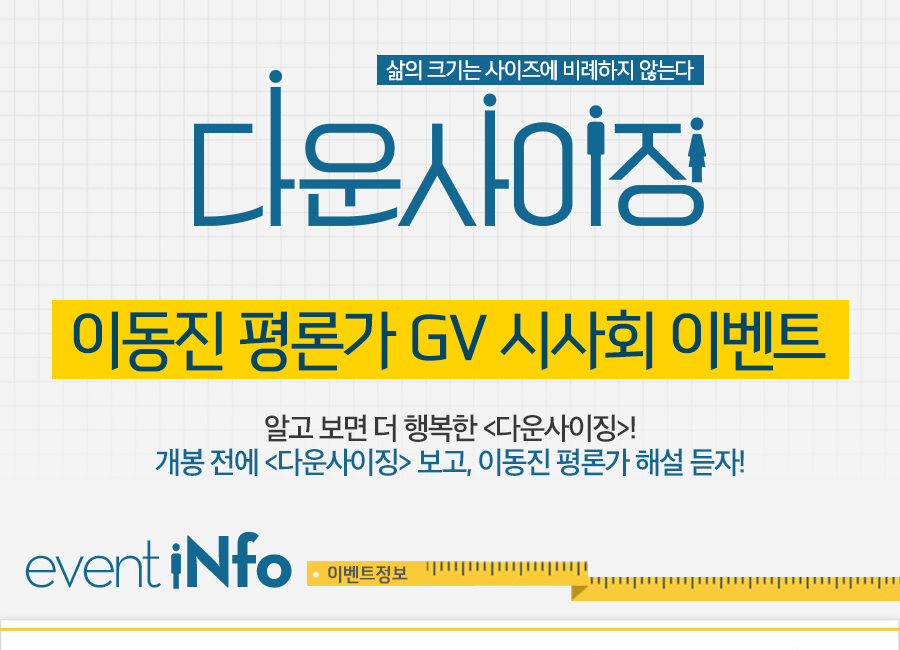 삶의 크기는 사이즈에 비례하지 않는다
다운사이징
이동진 평론가 GV 시사회 이벤트
알고 보면 더 행복한 <다운사이징>!
개봉 전에 <다운사이징> 보고, 이동진 평론가 해설 듣자!
event iNfo 이벤트정보